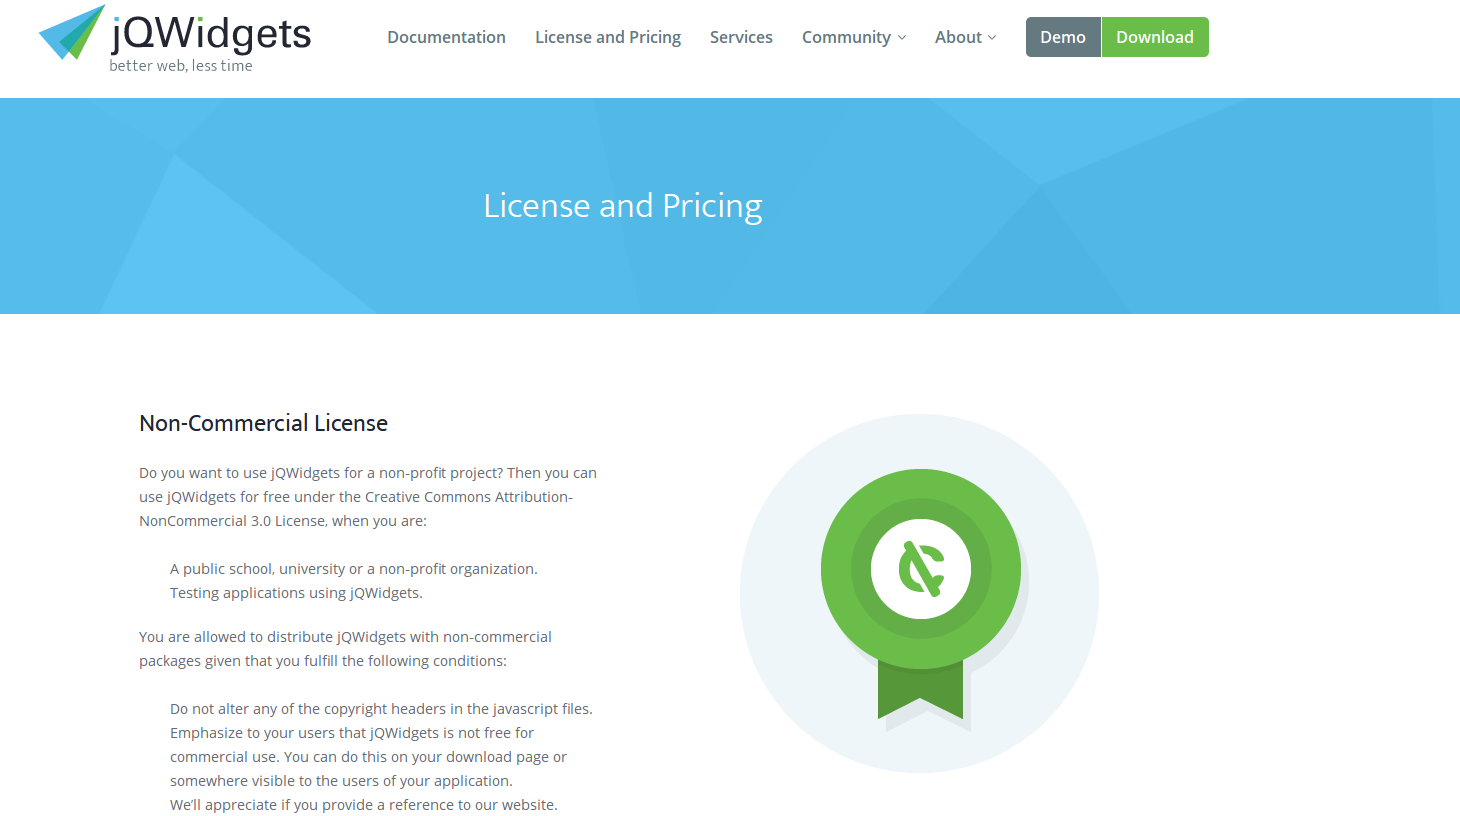 jQWidgets
better web, less time
Documentation
License and Pricing
Services
Community
About
Demo
Download
License and Pricing
Non-Commercial License
Do you want to use jQWidgets for a non-profit project? Then you can
use jQWidgets for free under the Creative Commons Attribution-
NonCommercial 3.0 License, when you are:
A public school, university or a non-profit organization.
Testing applications using jQWidgets.
You are allowed to distribute jQWidgets with non-commercial
packages given that you fulfill the following conditions:
Do not alter any of the copyright headers in the javascript files.
Emphasize to your users that jQWidgets is not free for
commercial use. You can do this on your download page or
somewhere visible to the users of your application.
We’ll appreciate if you provide a reference to our website.